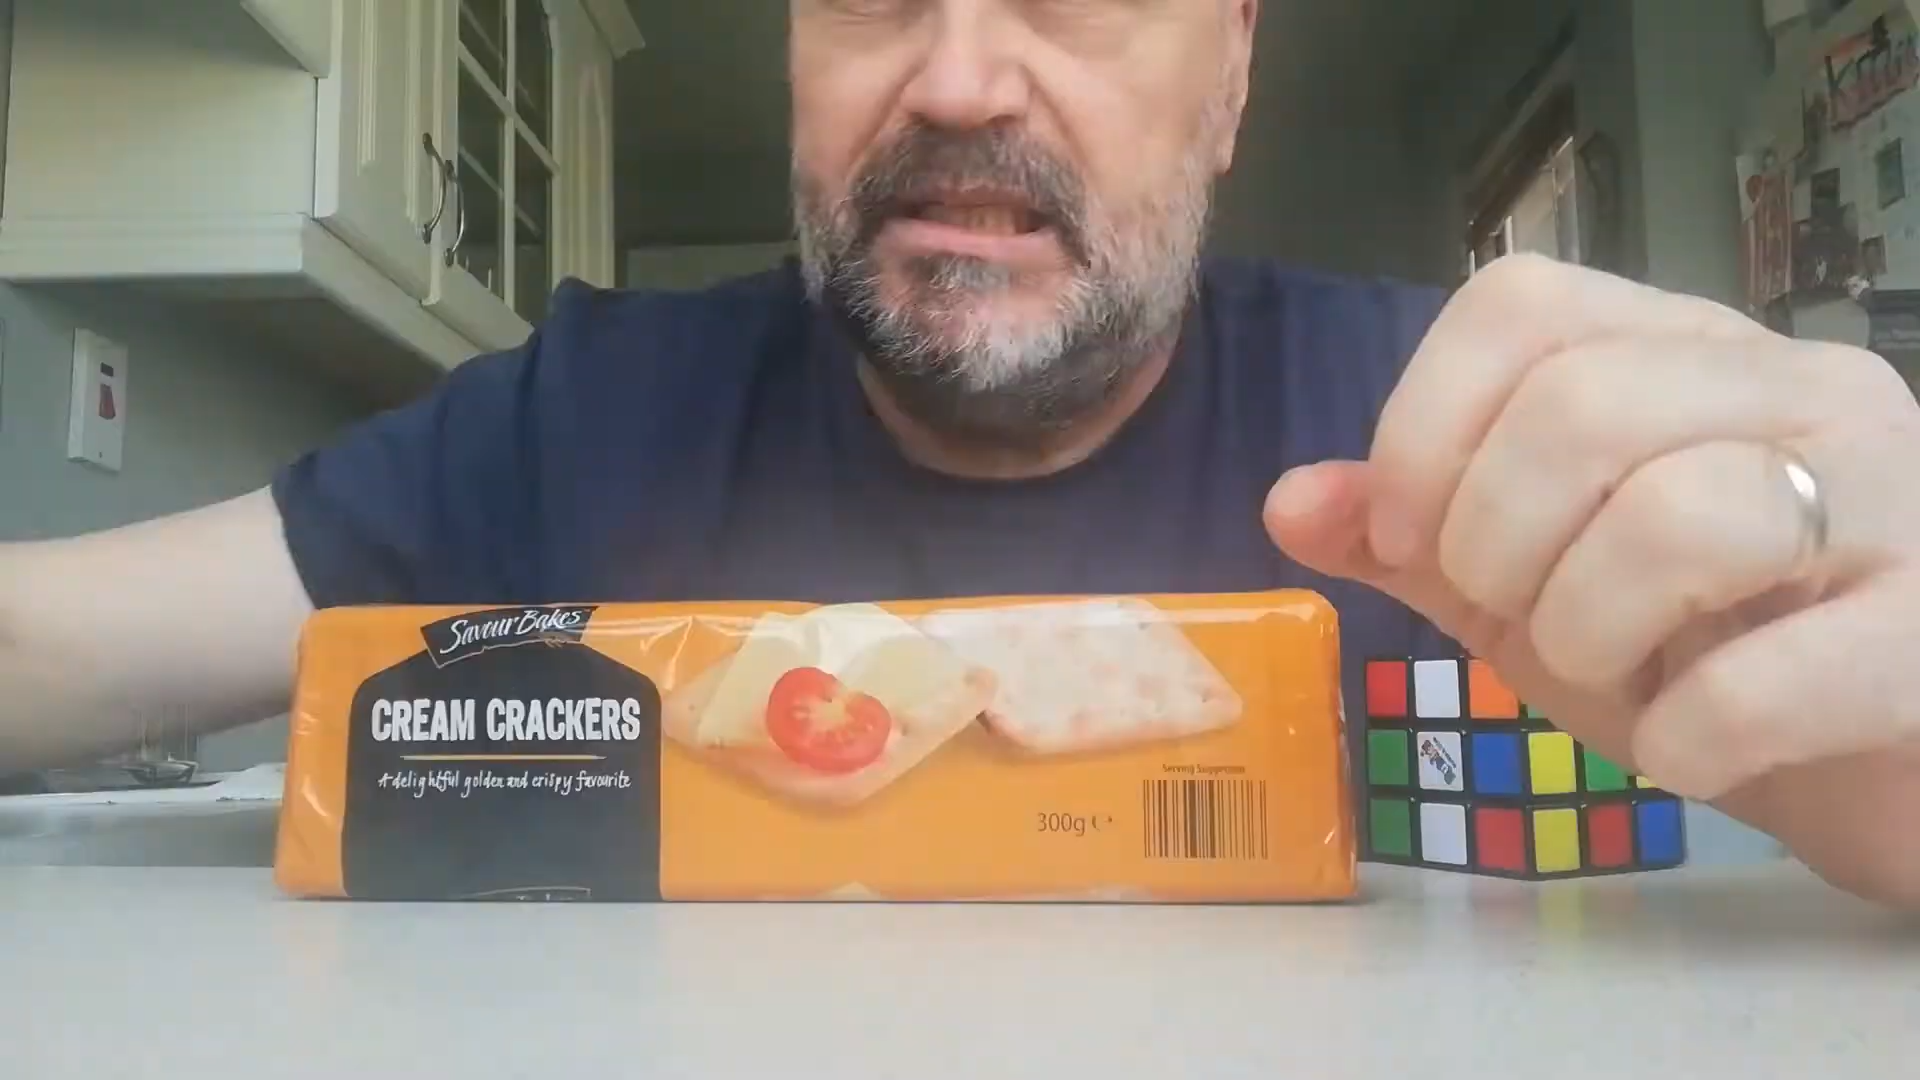 Savour Bakes
CREAM CRACKERS
A delightful golden and crispy favourite
Serving Suggestion
300g ℮